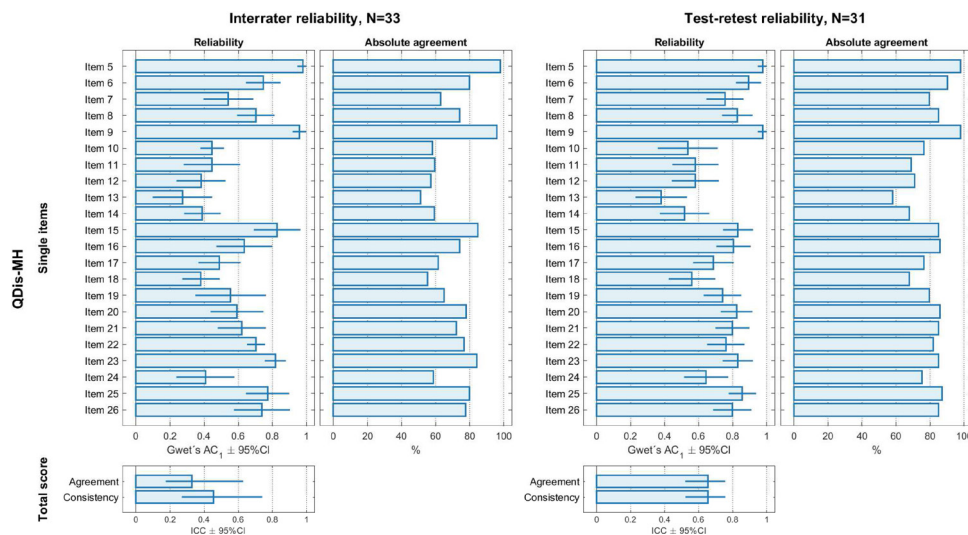 Interrater reliability, N=33
Test-retest reliability, N=31
Reliability
Absolute agreement
Reliability
Absolute agreement
QDis-MH
Single items
Item 5
Item 6
Item 7
Item 8
Item 9
Item 10
Item 11
Item 12
Item 13
Item 14
Item 15
Item 16
Item 17
Item 18
Item 19
Item 20
Item 21
Item 22
Item 23
Item 24
Item 25
Item 26
0 0.2 0.4 0.6 0.8 1
Gwet´s AC1 ± 95%CI
0 20 40 60 80 100
%
Item 5
Item 6
Item 7
Item 8
Item 9
Item 10
Item 11
Item 12
Item 13
Item 14
Item 15
Item 16
Item 17
Item 18
Item 19
Item 20
Item 21
Item 22
Item 23
Item 24
Item 25
Item 26
0 0.2 0.4 0.6 0.8 1
Gwet´s AC1 ± 95%CI
0 20 40 60 80 100
%
Total score
Agreement
Consistency
0 0.2 0.4 0.6 0.8 1
ICC ± 95%CI
Agreement
Consistency
0 0.2 0.4 0.6 0.8 1
ICC ± 95%CI